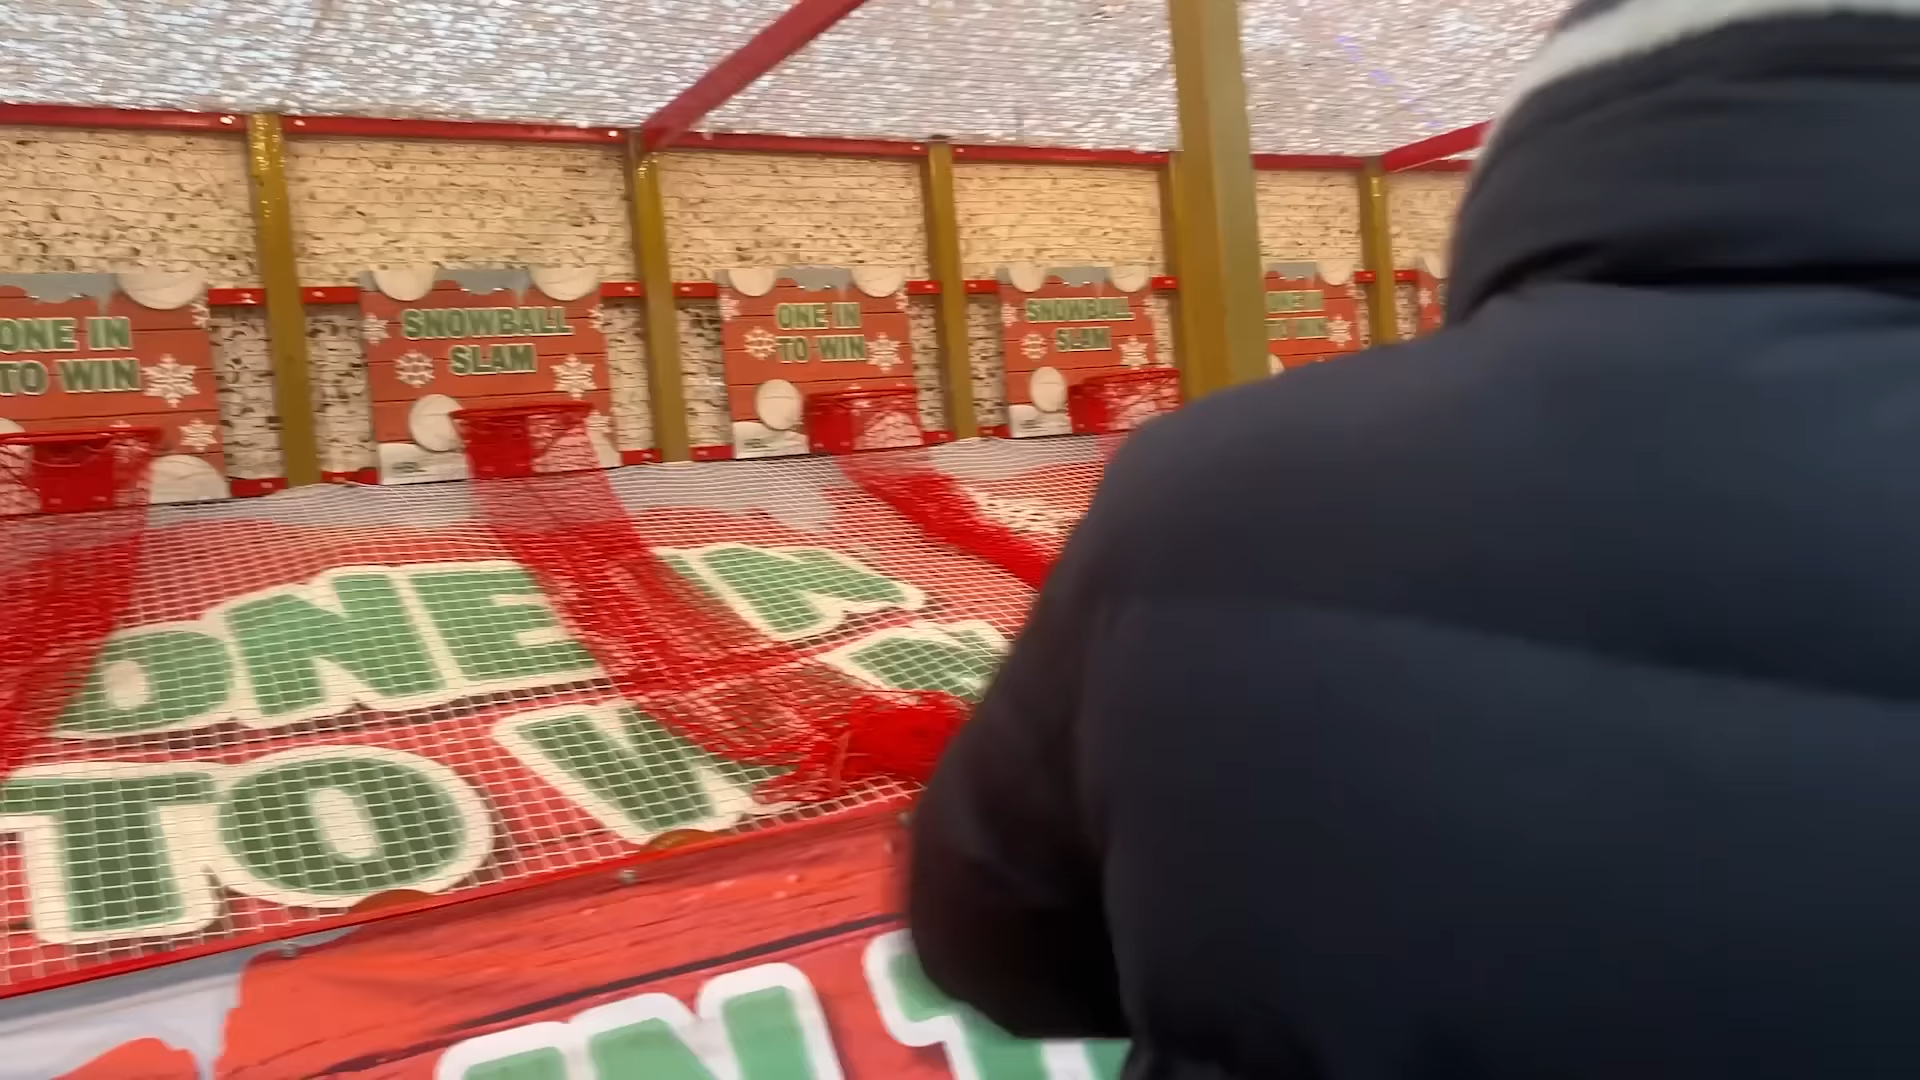 ONE IN
TO WIN
SNOWBALL
SLAM
ONE IN
TO WIN
SNOWBALL
SLAM
ONE IN
TO WIN
ONE IN
TO
IN